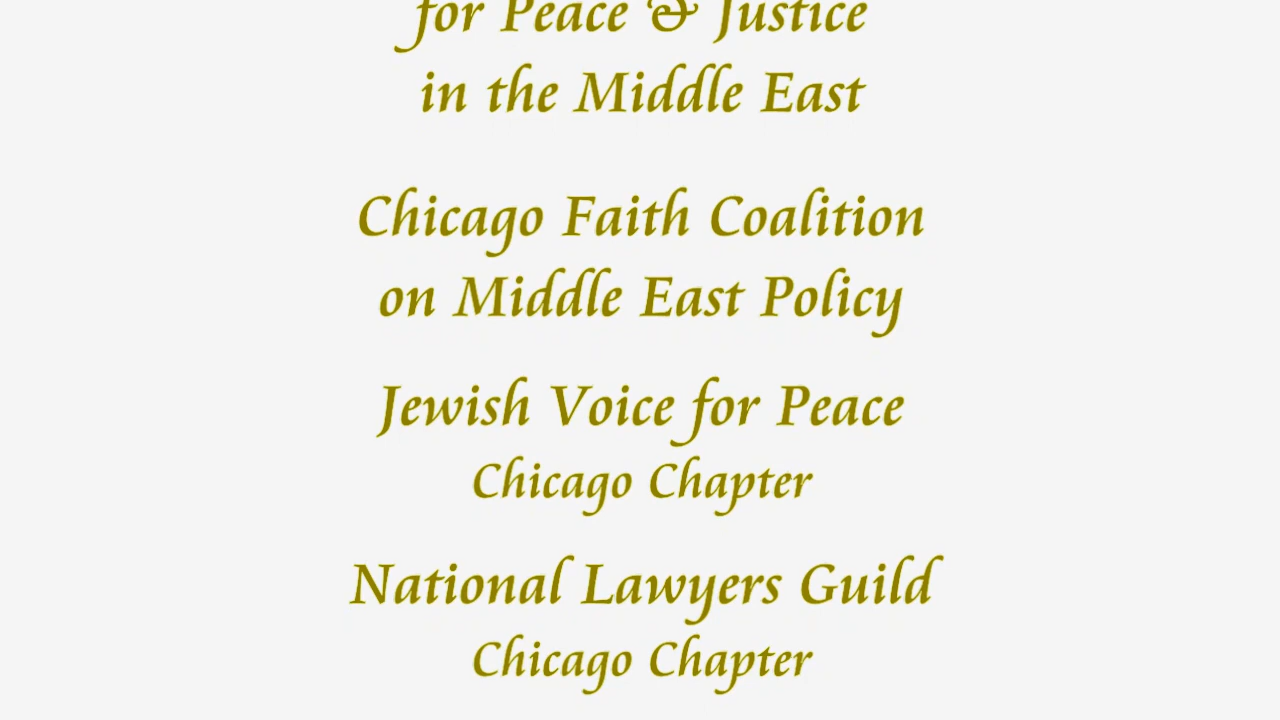 for Peace & Justice
in the Middle East
Chicago Faith Coalition
on Middle East Policy
Jewish Voice for Peace
Chicago Chapter
National Lawyers Guild
Chicago Chapter